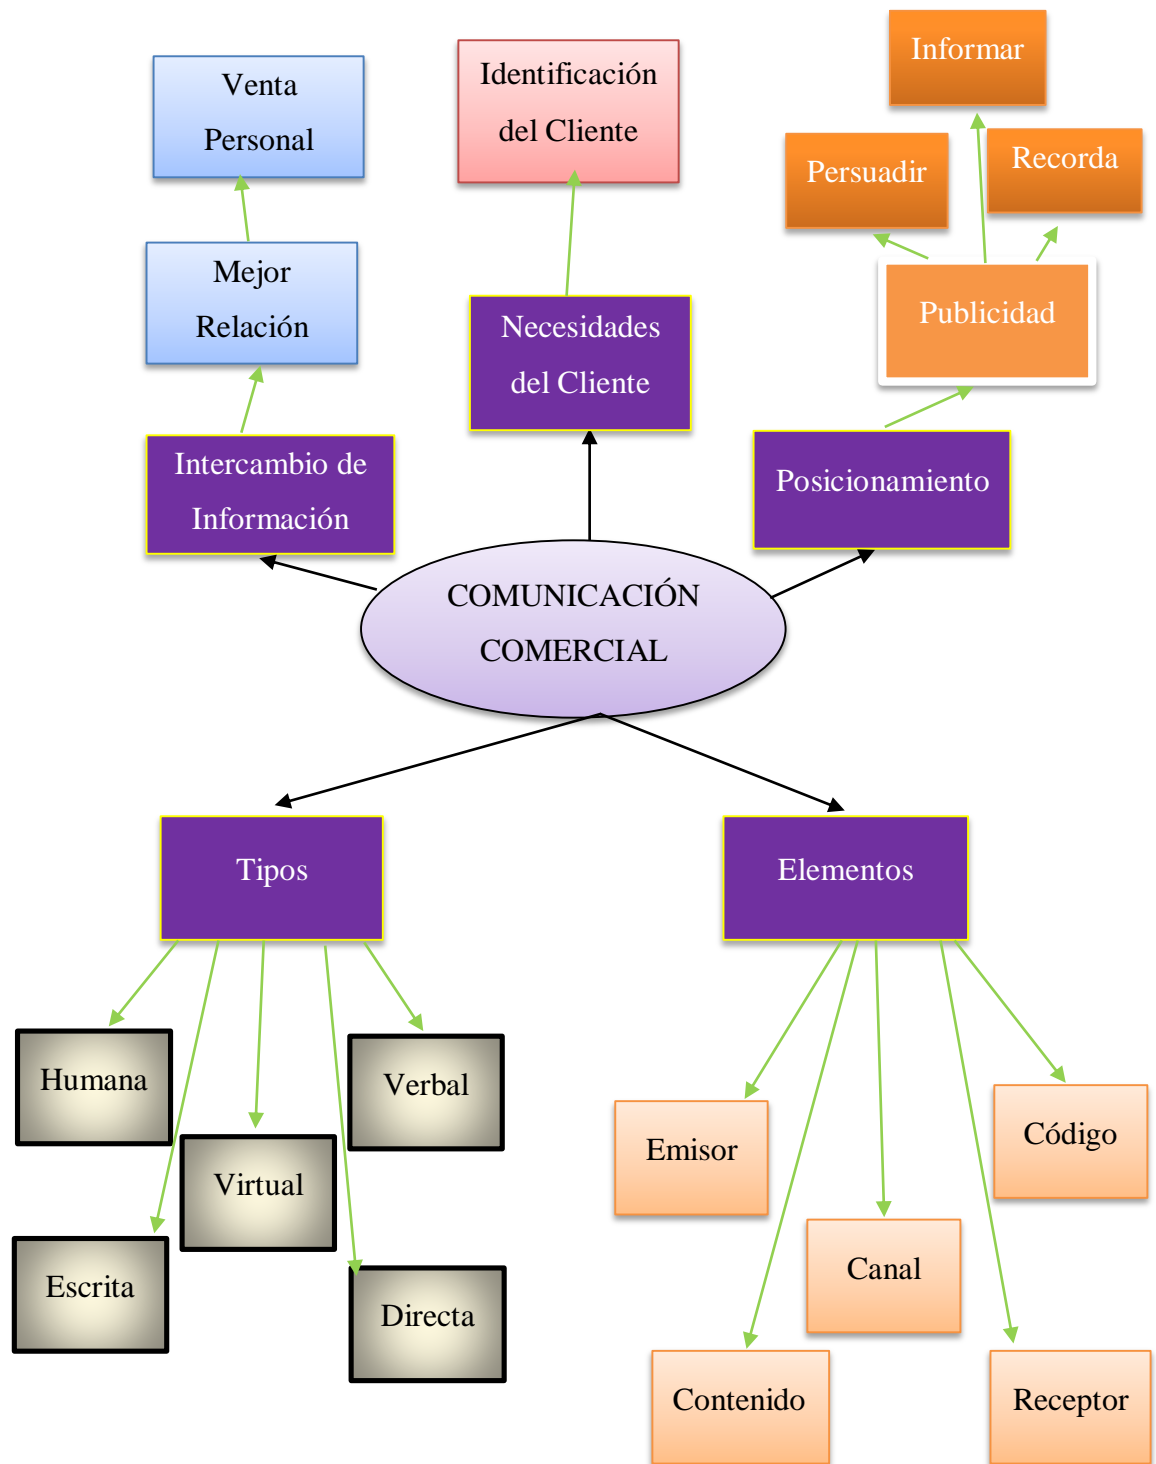 Informar
Venta
Personal
Identificación
del Cliente
Persuadir
Recorda
Mejor
Relación
Necesidades
del Cliente
Publicidad
Intercambio de
Información
Posicionamiento
COMUNICACIÓN
COMERCIAL
Tipos
Elementos
Humana
Verbal
Virtual
Escrita
Directa
Emisor
Código
Canal
Contenido
Receptor